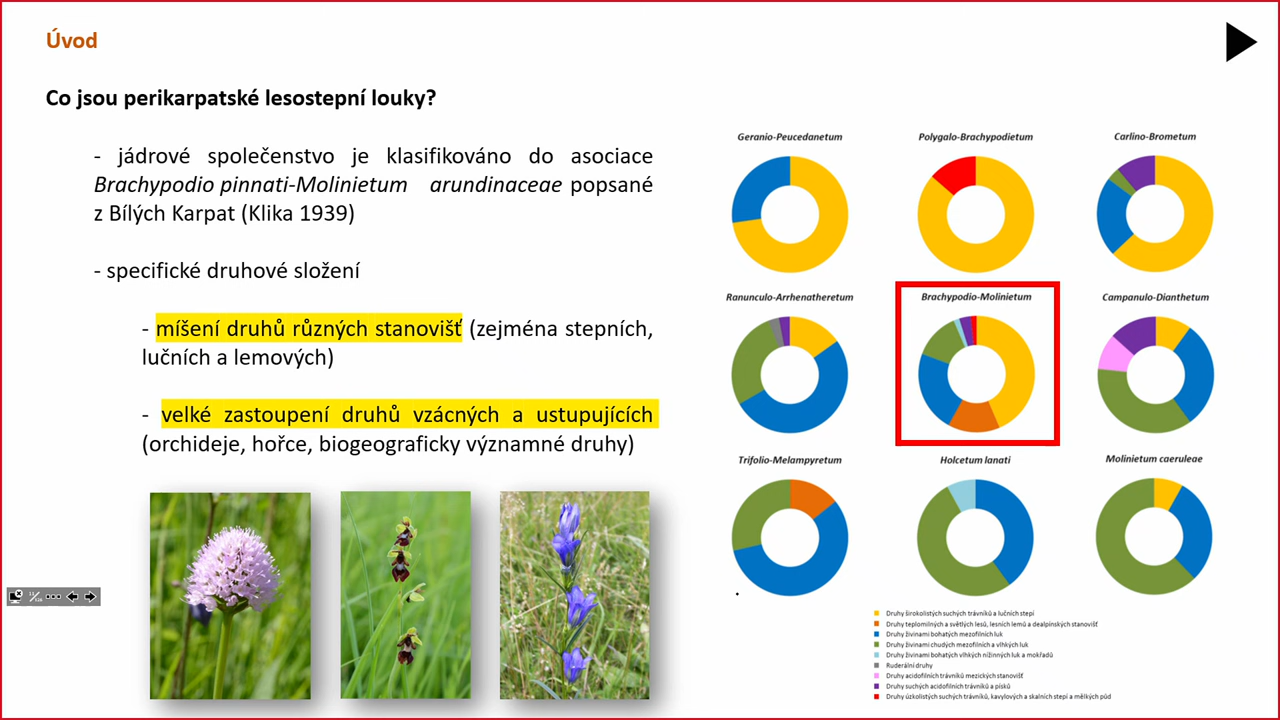 Úvod
Co jsou perikarpatské lesostepní louky?
- jádrové společenstvo je klasifikováno do asociace
Brachypodio pinnati-Molinietum arundinaceae popsané
z Bílých Karpat (Klika 1939)
- specifické druhové složení
- míšení druhů různých stanovišť (zejména stepních,
lučních a lemových)
- velké zastoupení druhů vzácných a ustupujících
(orchideje, hořce, biogeograficky významné druhy)
Geranio-Peucedanetum
Polygalo-Brachypodietum
Carlino-Brometum
Ranunculo-Arrhenatheretum
Brachypodio-Molinietum
Campanulo-Dianthetum
Trifolio-Melampyretum
Holcetum lanati
Molinietum caeruleae
Druhy širokolistých suchých trávníků a luční stepí
Druhy teplomilných a světlých lesů, lesních lemů a dealpínských stanovišť
Druhy živinami bohatých mezofilních luk
Druhy živinami chudých mezofilních a vlhkých luk
Druhy živinami bohatých vlhkých nížinných luk a mokřadů
Ruderální druhy
Druhy acidofilních trávníků mezických stanovišť
Druhy suchých acidofilních trávníků a písků
Druhy úzkolistých suchých trávníků, kavylových a skalních stepí a mělkých půd